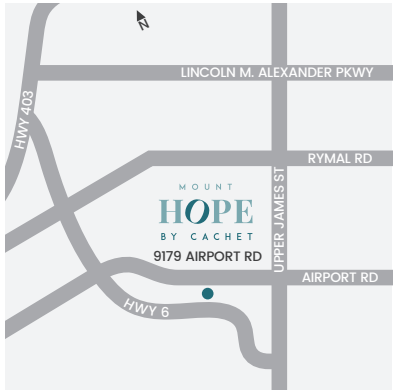 N
LINCOLN M. ALEXANDER PKWY
HWY 403
RYMAL RD
MOUNT
HOPE
BY CACHET
UPPER JAMES ST
9179 AIRPORT RD
AIRPORT RD
HWY 6